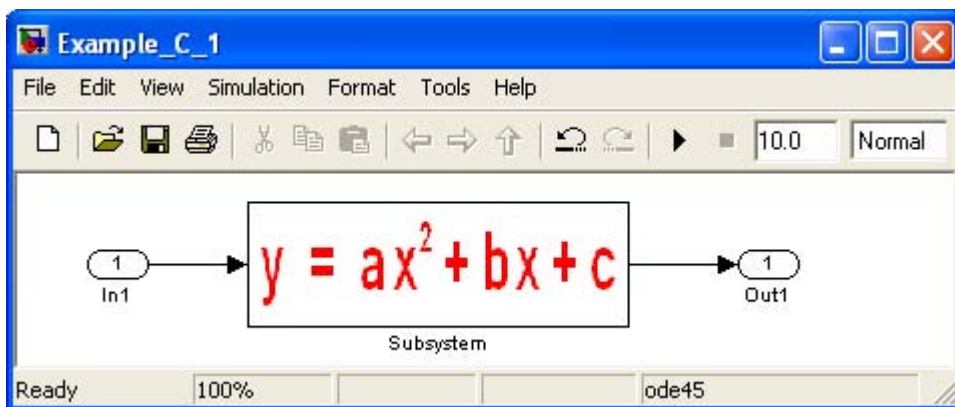 Example_C_1
File Edit View Simulation Format Tools Help
10.0 Normal
1 y = ax² + bx + c 1
In1 Out1
Subsystem
Ready 100% ode45